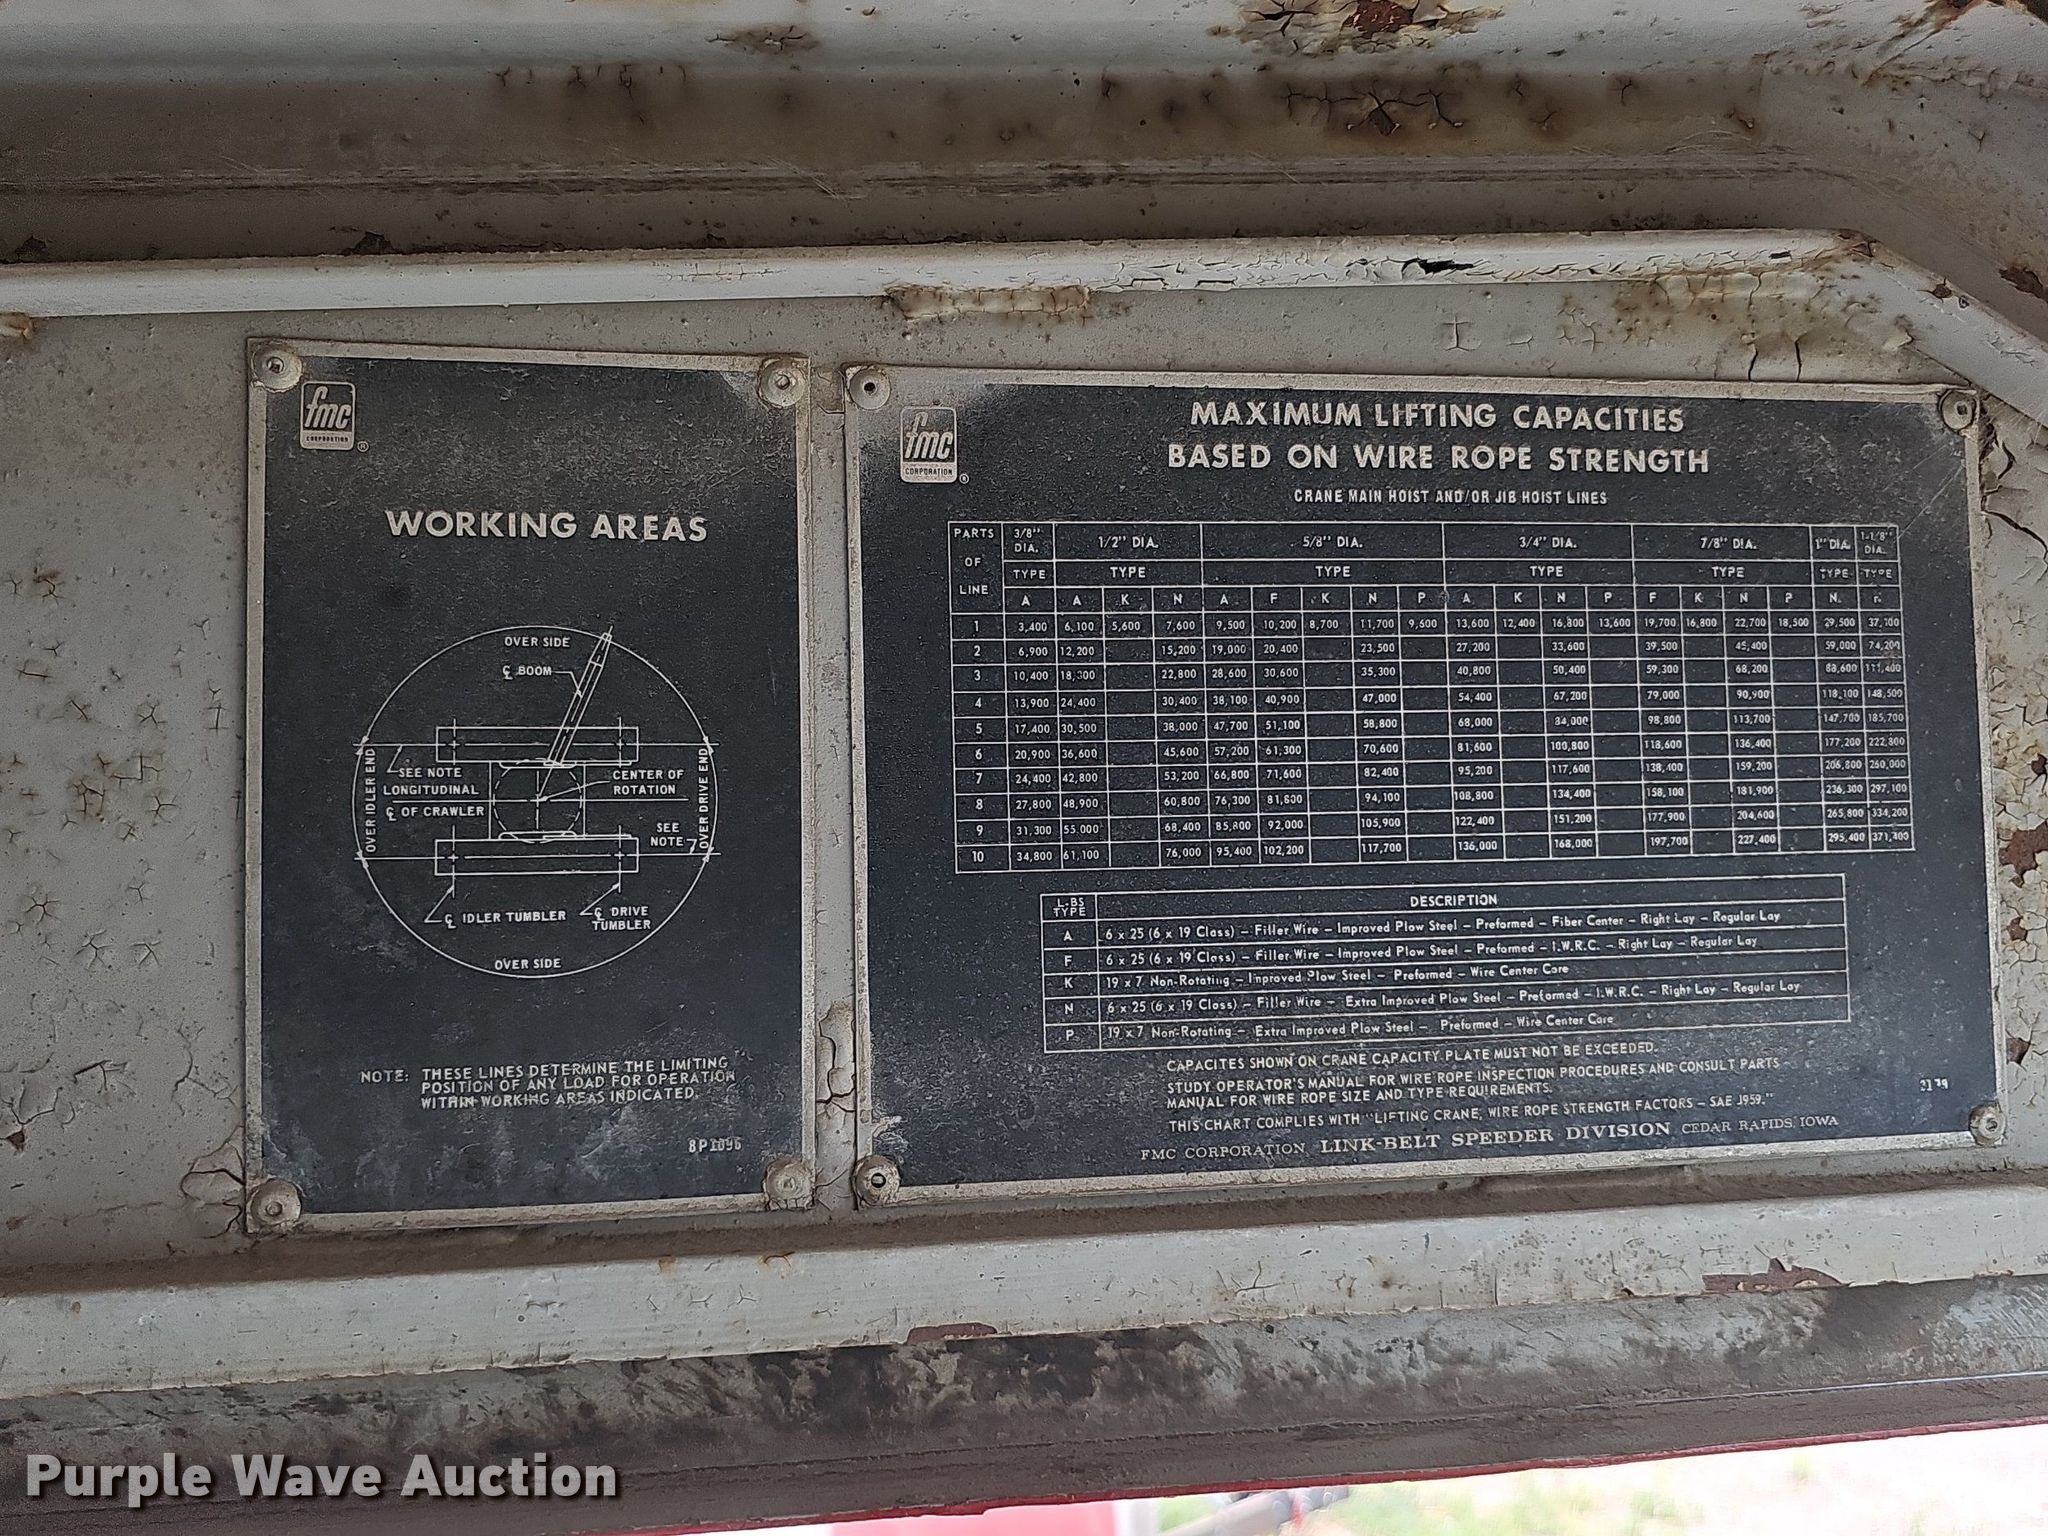 fmc
CORPORATION
®
WORKING AREAS
OVER SIDE
℄ BOOM
OVER IDLER END
SEE NOTE
LONGITUDINAL
℄ OF CRAWLER
CENTER OF
ROTATION
SEE
NOTE
OVER DRIVE END
℄ IDLER TUMBLER
℄ DRIVE
TUMBLER
OVER SIDE
NOTE: THESE LINES DETERMINE THE LIMITING
POSITION OF ANY LOAD FOR OPERATION
WITHIN WORKING AREAS INDICATED.
8P1096
fmc
CORPORATION
®
MAXIMUM LIFTING CAPACITIES
BASED ON WIRE ROPE STRENGTH
CRANE MAIN HOIST AND/OR JIB HOIST LINES
PARTS OF LINE 3/8" DIA. 1/2" DIA. 5/8" DIA. 3/4" DIA. 7/8" DIA. 1" DIA. 1-1/8" DIA.
TYPE TYPE TYPE TYPE TYPE TYPE TYPE
A A K N A F K N P A K N P F K N P N
1 3,400 6,100 5,600 7,600 9,500 10,200 8,700 11,700 9,600 13,600 12,400 16,800 13,600 19,700 16,800 22,700 18,500 29,500 37,100
2 6,900 12,200 15,200 19,000 20,400 23,500 27,200 33,600 39,500 45,400 59,000 74,200
3 10,400 18,300 22,800 28,600 30,600 35,300 40,800 50,400 59,300 68,200 88,600 111,400
4 13,900 24,400 30,400 38,100 40,900 47,000 54,400 67,200 79,000 90,900 118,100 148,500
5 17,400 30,500 38,000 47,700 51,100 58,800 68,000 84,000 98,800 113,700 147,700 185,700
6 20,900 36,600 45,600 57,200 61,300 70,600 81,600 100,800 118,600 136,400 177,200 222,800
7 24,400 42,800 53,200 66,800 71,600 82,400 95,200 117,600 138,400 159,200 206,800 260,000
8 27,800 48,900 60,800 76,300 81,800 94,100 108,800 134,400 158,100 181,900 236,300 297,100
9 31,300 55,000 68,400 85,800 92,000 105,900 122,400 151,200 177,900 204,600 265,800 334,200
10 34,800 61,100 76,000 95,400 102,200 117,700 136,000 168,000 197,700 227,400 295,400 371,400
L-BS TYPE DESCRIPTION
A 6 x 25 (6 x 19 Class) – Filler Wire – Improved Plow Steel – Preformed – Fiber Center – Right Lay – Regular Lay
F 6 x 25 (6 x 19 Class) – Filler Wire – Improved Plow Steel – Preformed – I.W.R.C. – Right Lay – Regular Lay
K 19 x 7 Non-Rotating – Improved Plow Steel – Preformed – Wire Center Core
N 6 x 25 (6 x 19 Class) – Filler Wire – Extra Improved Plow Steel – Preformed – I.W.R.C. – Right Lay – Regular Lay
P 19 x 7 Non-Rotating – Extra Improved Plow Steel – Preformed – Wire Center Core
CAPACITES SHOWN ON CRANE CAPACITY PLATE MUST NOT BE EXCEEDED.
STUDY OPERATOR'S MANUAL FOR WIRE ROPE INSPECTION PROCEDURES AND CONSULT PARTS
MANUAL FOR WIRE ROPE SIZE AND TYPE REQUIREMENTS.
THIS CHART COMPLIES WITH "LIFTING CRANE, WIRE ROPE STRENGTH FACTORS – SAE J959."
FMC CORPORATION LINK-BELT SPEEDER DIVISION CEDAR RAPIDS, IOWA
Purple Wave Auction